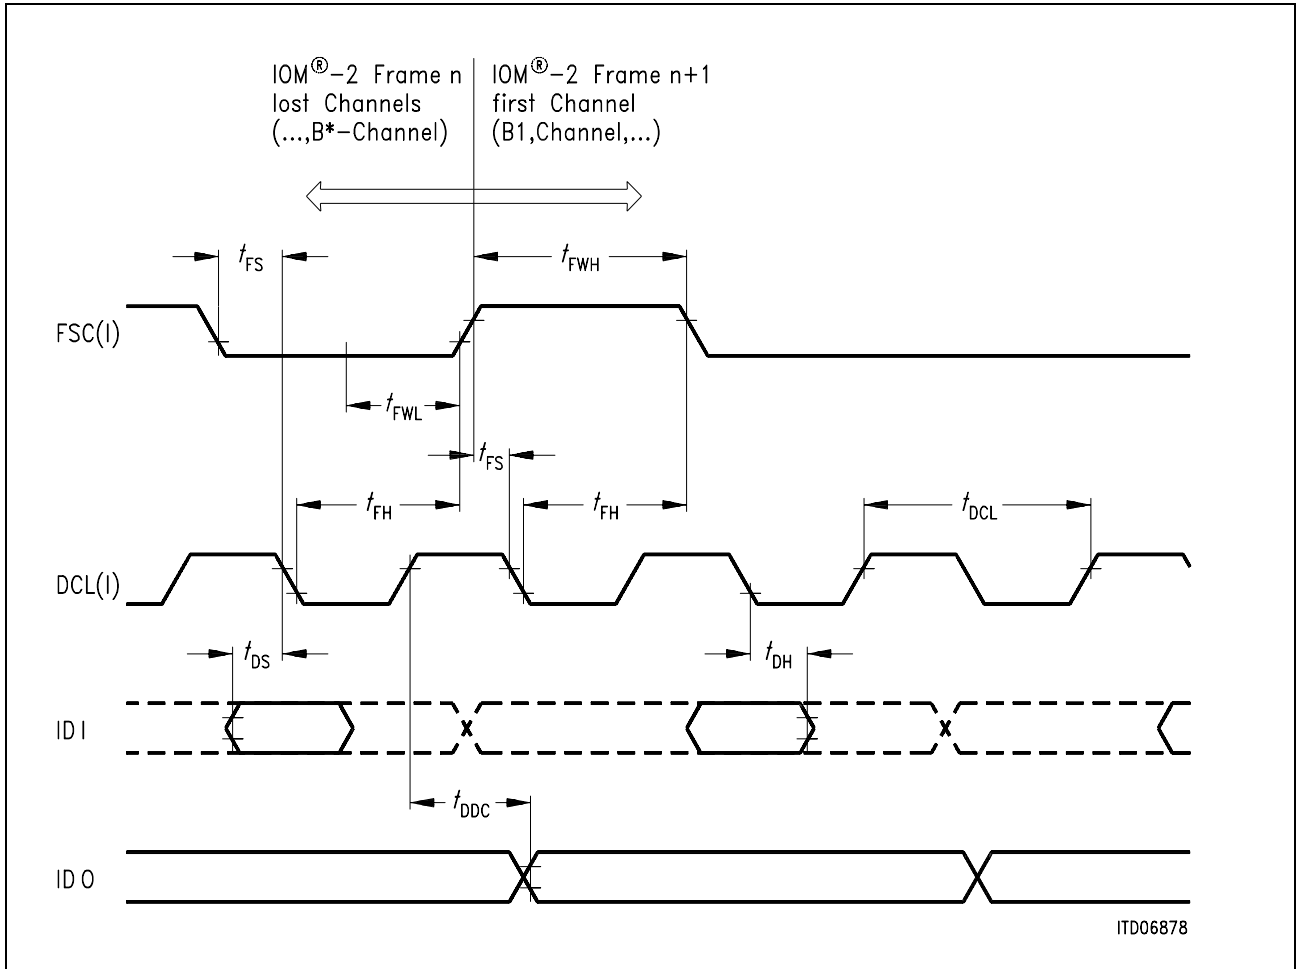 IOM®-2 Frame n
lost Channels
(...,B*-Channel)
IOM®-2 Frame n+1
first Channel
(B1,Channel,...)
tFS
tFWH
FSC(I)
tFWL
tFS
tFH
tFH
tDCL
DCL(I)
tDS
tDH
ID I
tDDC
ID O
ITD06878